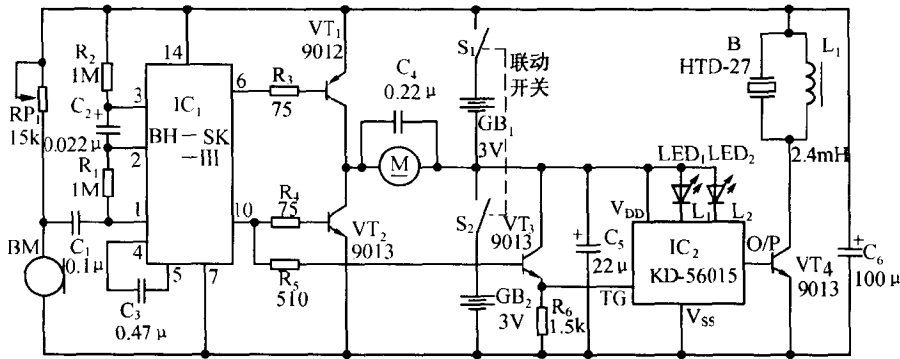 R₂
1M
RP₁
15k
C₂
+
0.022μ
R₁
1M
BM
C₁
0.1μ
C₃
0.47μ
14
3
2
1
4
5
7
6
10
IC₁
BH－SK
－III
R₃
75
R₄
75
R₅
510
VT₁
9012
VT₂
9013
C₄
0.22μ
M
S₁
联动
开关
GB₁
3V
S₂
VT₃
9013
GB₂
3V
R₆
1.5k
+
C₅
22μ
LED₁
LED₂
V_DD
L₁
L₂
IC₂
KD-56015
O/P
TG
V_SS
B
HTD-27
L₁
2.4mH
VT₄
9013
+
C₆
100μ